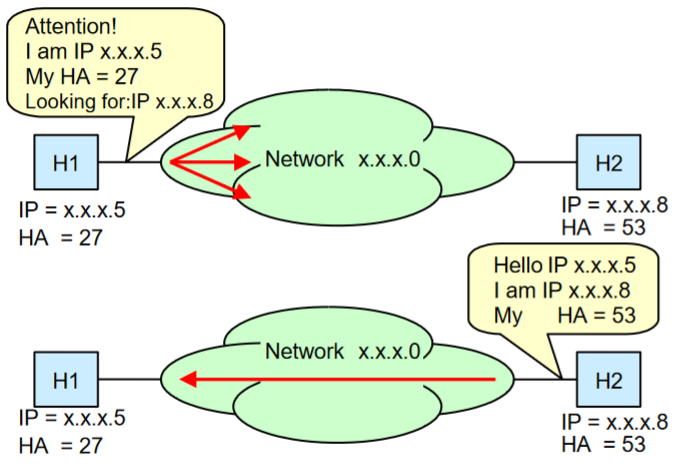 Attention!
I am IP x.x.x.5
My HA = 27
Looking for:IP x.x.x.8
H1
Network x.x.x.0
H2
IP = x.x.x.5
HA = 27
IP = x.x.x.8
HA = 53
Hello IP x.x.x.5
I am IP x.x.x.8
My HA = 53
Network x.x.x.0
H1
H2
IP = x.x.x.5
HA = 27
IP = x.x.x.8
HA = 53